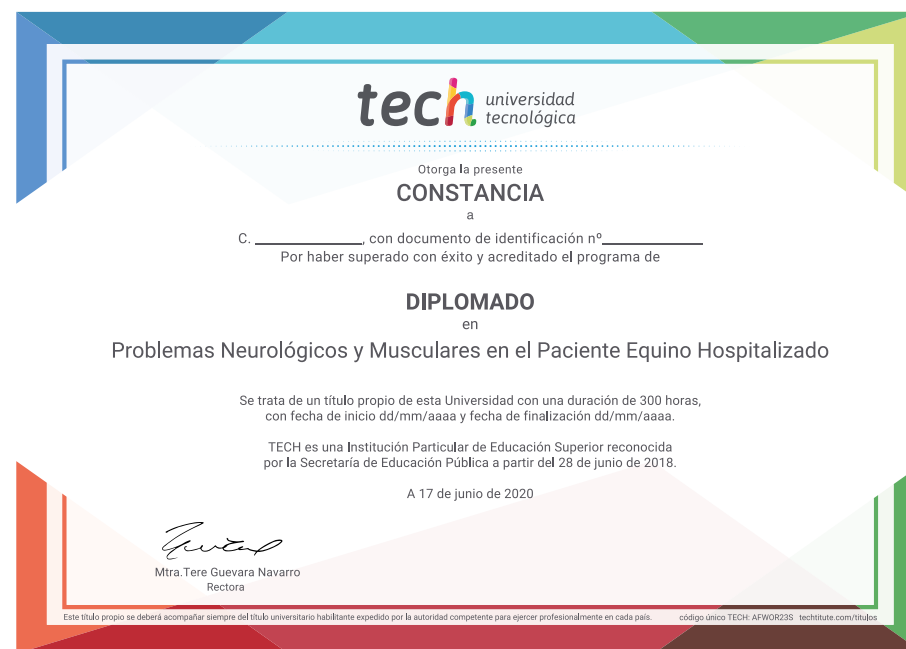 tech universidad
tecnológica
Otorga la presente
CONSTANCIA
a
C. ____________, con documento de identificación nº____________
Por haber superado con éxito y acreditado el programa de
DIPLOMADO
en
Problemas Neurológicos y Musculares en el Paciente Equino Hospitalizado
Se trata de un título propio de esta Universidad con una duración de 300 horas,
con fecha de inicio dd/mm/aaaa y fecha de finalización dd/mm/aaaa.
TECH es una Institución Particular de Educación Superior reconocida
por la Secretaría de Educación Pública a partir del 28 de junio de 2018.
A 17 de junio de 2020
Mtra.Tere Guevara Navarro
Rectora
Este título propio se deberá acompañar siempre del título universitario habilitante expedido por la autoridad competente para ejercer profesionalmente en cada país. código único TECH: AFWOR23S techtitute.com/titulos